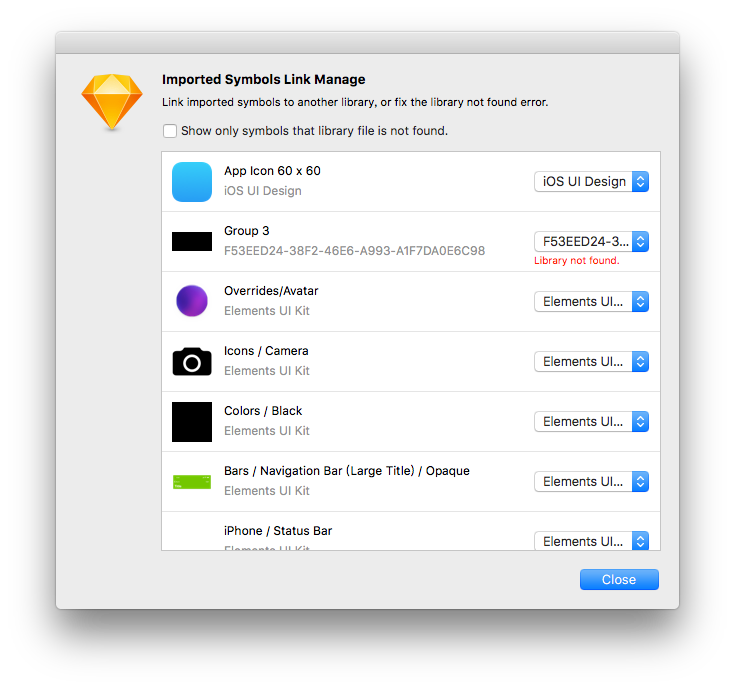 Imported Symbols Link Manage
Link imported symbols to another library, or fix the library not found error.
Show only symbols that library file is not found.
App Icon 60 x 60
iOS UI Design
iOS UI Design
Group 3
F53EED24-38F2-46E6-A993-A1F7DA0E6C98
F53EED24-3...
Library not found.
Overrides/Avatar
Elements UI Kit
Elements UI...
Icons / Camera
Elements UI Kit
Elements UI...
Colors / Black
Elements UI Kit
Elements UI...
Bars / Navigation Bar (Large Title) / Opaque
Elements UI Kit
Elements UI...
iPhone / Status Bar
Elements UI Kit
Elements UI...
Close